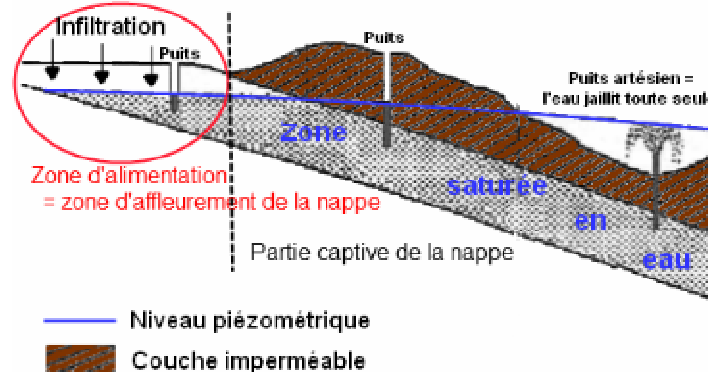 Infiltration
Puits
Puits
Puits artésien =
l'eau jaillit toute seule
Zone
saturée
en
eau
Zone d'alimentation
= zone d'affleurement de la nappe
Partie captive de la nappe
Niveau piézométrique
Couche imperméable